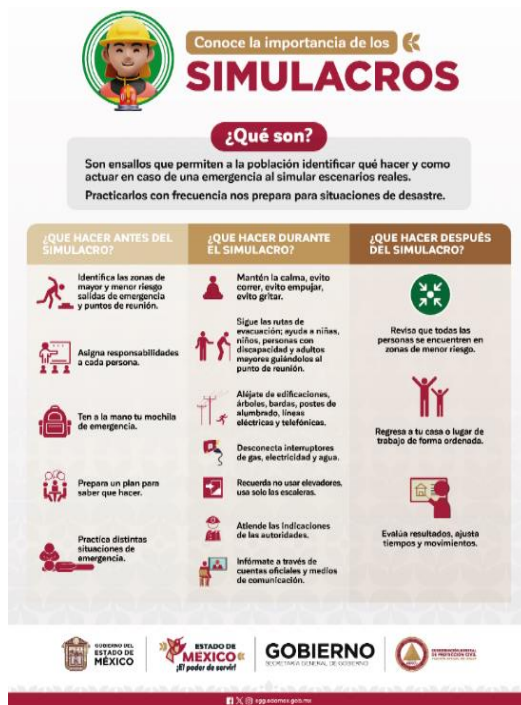 Conoce la importancia de los
SIMULACROS
¿Qué son?
Son ensallos que permiten a la población identificar qué hacer y como
actuar en caso de una emergencia al simular escenarios reales.
Practicarlos con frecuencia nos prepara para situaciones de desastre.
¿QUE HACER ANTES DEL
SIMULACRO?
Identifica las zonas de
mayor y menor riesgo
salidas de emergencia
y puntos de reunión.
Asigna responsabilidades
a cada persona.
Ten a la mano tu mochila
de emergencia.
Prepara un plan para
saber que hacer.
Practica distintas
situaciones de
emergencia.
¿QUE HACER DURANTE
EL SIMULACRO?
Mantén la calma, evito
correr, evito empujar,
evito gritar.
Sigue las rutas de
evacuación; ayuda a niñas,
niños, personas con
discapacidad y adultos
mayores guiándolos al
punto de reunión.
Aléjate de edificaciones,
árboles, bardas, postes de
alumbrado, líneas
eléctricas y telefónicas.
Desconecta interruptores
de gas, electricidad y agua.
Recuerda no usar elevadores,
usa solo las escaleras.
Atiende las indicaciones
de las autoridades.
Infórmate a través de
cuentas oficiales y medios
de comunicación.
¿QUE HACER DESPUÉS
DEL SIMULACRO?
Revisa que todas las
personas se encuentren en
zonas de menor riesgo.
Regresa a tu casa o lugar de
trabajo de forma ordenada.
Evalúa resultados, ajusta
tiempos y movimientos.
GOBIERNO DEL
ESTADO DE
MÉXICO
ESTADO DE
MÉXICO
¡El poder de servir!
GOBIERNO
SECRETARÍA GENERAL DE GOBIERNO
COORDINACIÓN GENERAL
DE PROTECCIÓN CIVIL
sgg.edomex.gob.mx